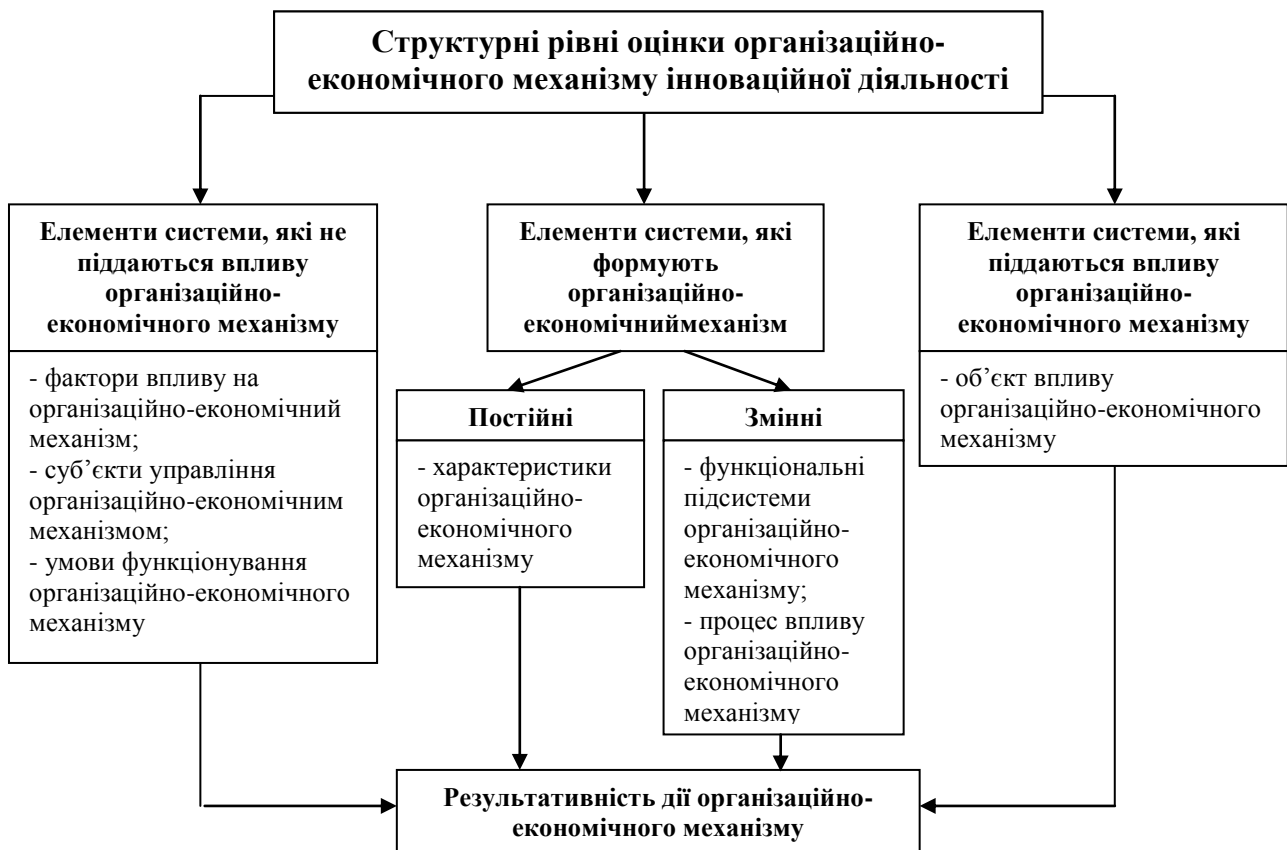 Структурні рівні оцінки організаційно-
економічного механізму інноваційної діяльності
Елементи системи, які не
піддаються впливу
організаційно-
економічного механізму
- фактори впливу на
організаційно-економічний
механізм;
- суб’єкти управління
організаційно-економічним
механізмом;
- умови функціонування
організаційно-економічного
механізму
Елементи системи, які
формують
організаційно-
економічниймеханізм
Постійні
- характеристики
організаційно-
економічного
механізму
Змінні
- функціональні
підсистеми
організаційно-
економічного
механізму;
- процес впливу
організаційно-
економічного
механізму
Елементи системи, які
піддаються впливу
організаційно-
економічного механізму
- об’єкт впливу
організаційно-економічного
механізму
Результативність дії організаційно-
економічного механізму